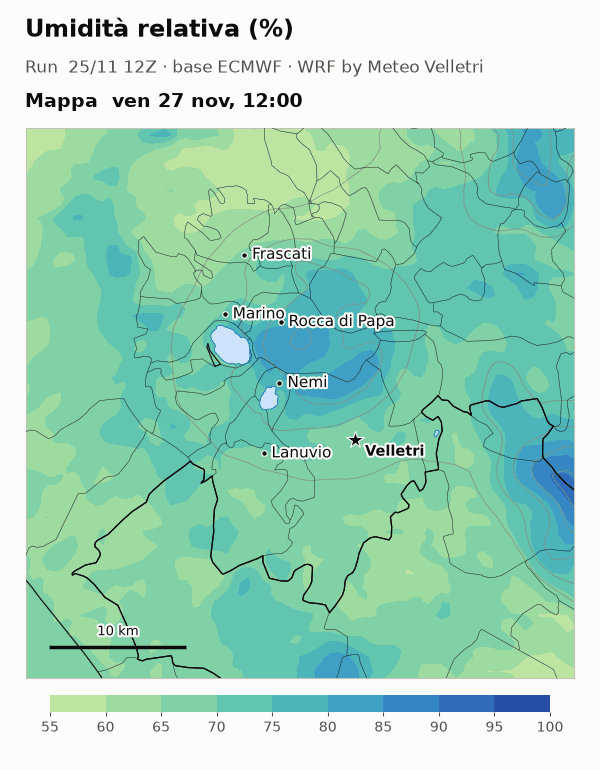 Umidità relativa (%)
Run  25/11 12Z · base ECMWF · WRF by Meteo Velletri
Mappa  ven 27 nov, 12:00
Frascati
Marino
Rocca di Papa
Nemi
Velletri
Lanuvio
10 km
55 60 65 70 75 80 85 90 95 100